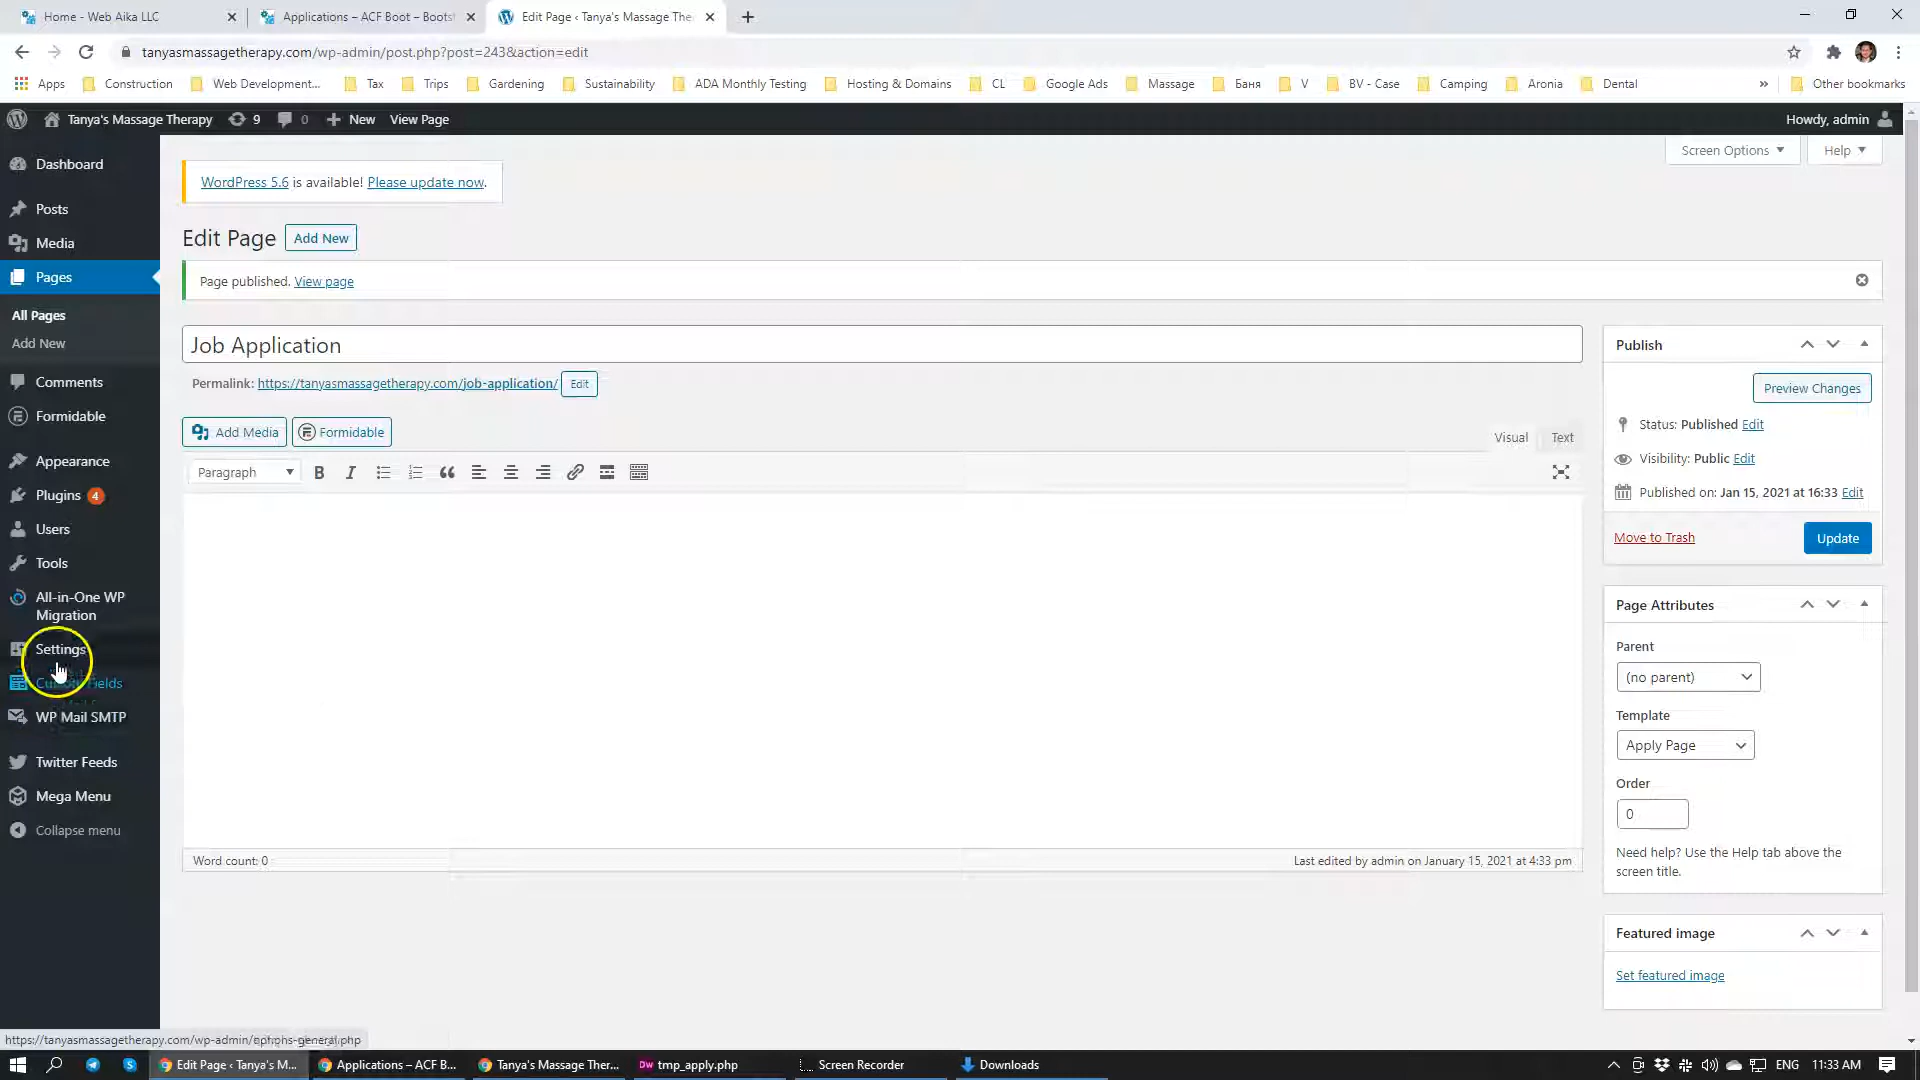 Home - Web Aika LLC
Applications – ACF Boot – Bootst
Edit Page ‹ Tanya's Massage The
tanyasmassagetherapy.com/wp-admin/post.php?post=243&action=edit
Apps Construction Web Development... Tax Trips Gardening Sustainability ADA Monthly Testing Hosting & Domains CL Google Ads Massage Баня V BV - Case Camping Aronia Dental » Other bookmarks
Tanya's Massage Therapy 9 0 + New View Page Howdy, admin
Screen Options Help
Dashboard
Posts
Media
Pages
All Pages
Add New
Comments
Formidable
Appearance
Plugins 4
Users
Tools
All-in-One WP
Migration
Settings
WP Mail SMTP
Twitter Feeds
Mega Menu
Collapse menu
WordPress 5.6 is available! Please update now.
Edit Page Add New
Page published. View page
Job Application
Permalink: https://tanyasmassagetherapy.com/job-application/ Edit
Add Media Formidable
Visual Text
Paragraph B I
Word count: 0
Last edited by admin on January 15, 2021 at 4:33 pm
Publish
Preview Changes
Status: Published Edit
Visibility: Public Edit
Published on: Jan 15, 2021 at 16:33 Edit
Move to Trash Update
Page Attributes
Parent
(no parent)
Template
Apply Page
Order
0
Need help? Use the Help tab above the
screen title.
Featured image
Set featured image
https://tanyasmassagetherapy.com/wp-admin/options-general.php
Edit Page ‹ Tanya's M...
Applications – ACF B...
Tanya's Massage Ther...
Dw tmp_apply.php
Screen Recorder
Downloads
ENG 11:33 AM